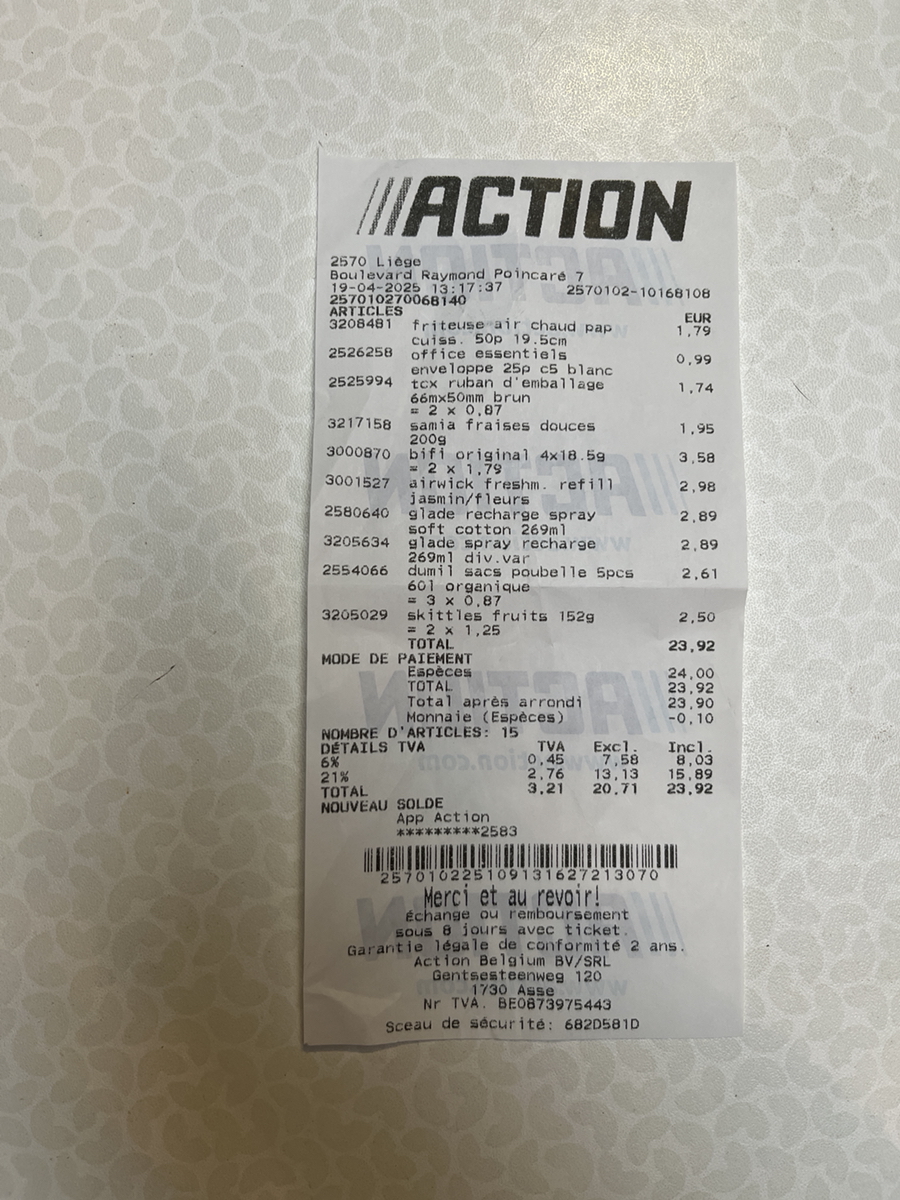 ///ACTION
2570 Liège
Boulevard Raymond Poincaré 7
19-04-2025 13:17:37 2570102-10168108
257010270068140
ARTICLES EUR
3208481 friteuse air chaud pap 1,79
cuiss. 50p 19.5cm
2526258 office essentiels 0,99
enveloppe 25p c5 blanc
2525994 tcx ruban d'emballage 1,74
66mx50mm brun
= 2 x 0,87
3217158 samia fraises douces 1,95
200g
3000870 bifi original 4x18.5g 3,58
= 2 x 1,79
3001527 airwick freshm. refill 2,98
jasmin/fleurs
2580640 glade recharge spray 2,89
soft cotton 269ml
3205634 glade spray recharge 2,89
269ml div.var
2554066 dumil sacs poubelle 5pcs 2,61
60l organique
= 3 x 0,87
3205029 skittles fruits 152g 2,50
= 2 x 1,25
TOTAL 23,92
MODE DE PAIEMENT
Espèces 24,00
TOTAL 23,92
Total après arrondi 23,90
Monnaie (Espèces) -0,10
NOMBRE D'ARTICLES: 15
DÉTAILS TVA TVA Excl. Incl.
6% 0,45 7,58 8,03
21% 2,76 13,13 15,89
TOTAL 3,21 20,71 23,92
NOUVEAU SOLDE
App Action
*********2583
257010225109131627213070
Merci et au revoir!
Échange ou remboursement
sous 8 jours avec ticket.
Garantie légale de conformité 2 ans.
Action Belgium BV/SRL
Gentsesteenweg 120
1730 Asse
Nr TVA. BE0873975443
Sceau de sécurité: 682D581D